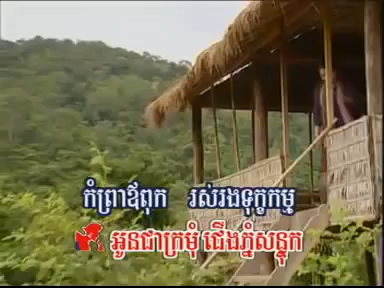 កំព្រាឪពុក រស់រងទុក្ខកម្ម
អូនជាក្រមុំ ជើងភ្នំសន្ទុក